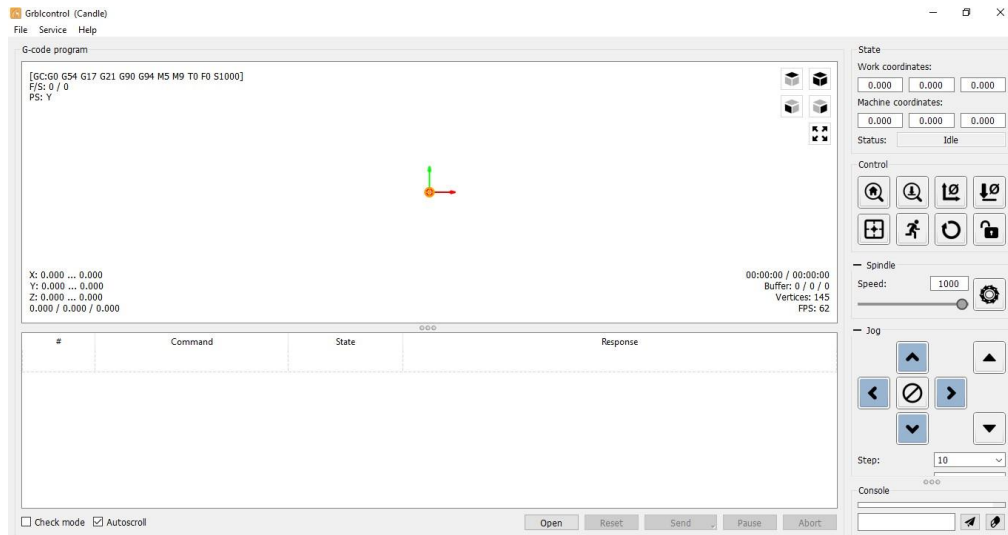 Grblcontrol (Candle)
File Service Help
G-code program
[GC:G0 G54 G17 G21 G90 G94 M5 M9 T0 F0 S1000]
F/S: 0 / 0
PS: Y
X: 0.000 ... 0.000
Y: 0.000 ... 0.000
Z: 0.000 ... 0.000
0.000 / 0.000 / 0.000
00:00:00 / 00:00:00
Buffer: 0 / 0 / 0
Vertices: 145
FPS: 62
# Command State Response
Check mode Autoscroll
Open Reset Send Pause Abort
State
Work coordinates:
0.000 0.000 0.000
Machine coordinates:
0.000 0.000 0.000
Status: Idle
Control
Spindle
Speed: 1000
Jog
Step: 10
Console